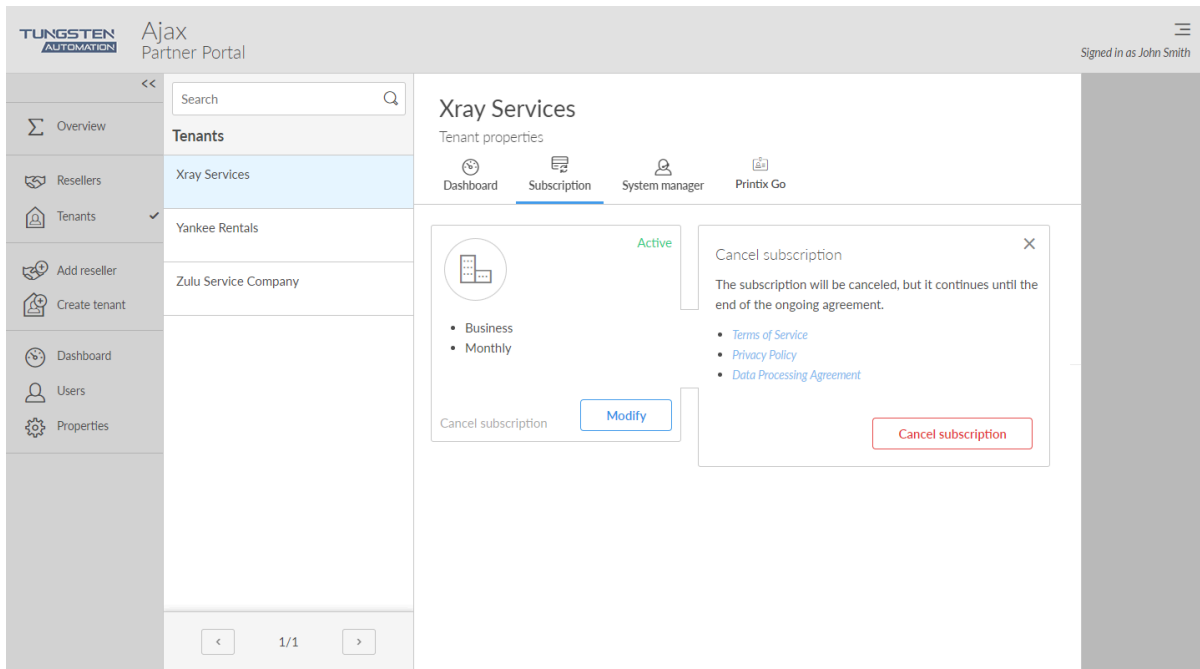 TUNGSTEN
AUTOMATION
Ajax
Partner Portal
Signed in as John Smith
<<
Overview
Resellers
Tenants
Add reseller
Create tenant
Dashboard
Users
Properties
Search
Tenants
Xray Services
Yankee Rentals
Zulu Service Company
< 1/1 >
Xray Services
Tenant properties
Dashboard Subscription System manager Printix Go
Active
• Business
• Monthly
Cancel subscription Modify
Cancel subscription
The subscription will be canceled, but it continues until the
end of the ongoing agreement.
• Terms of Service
• Privacy Policy
• Data Processing Agreement
Cancel subscription